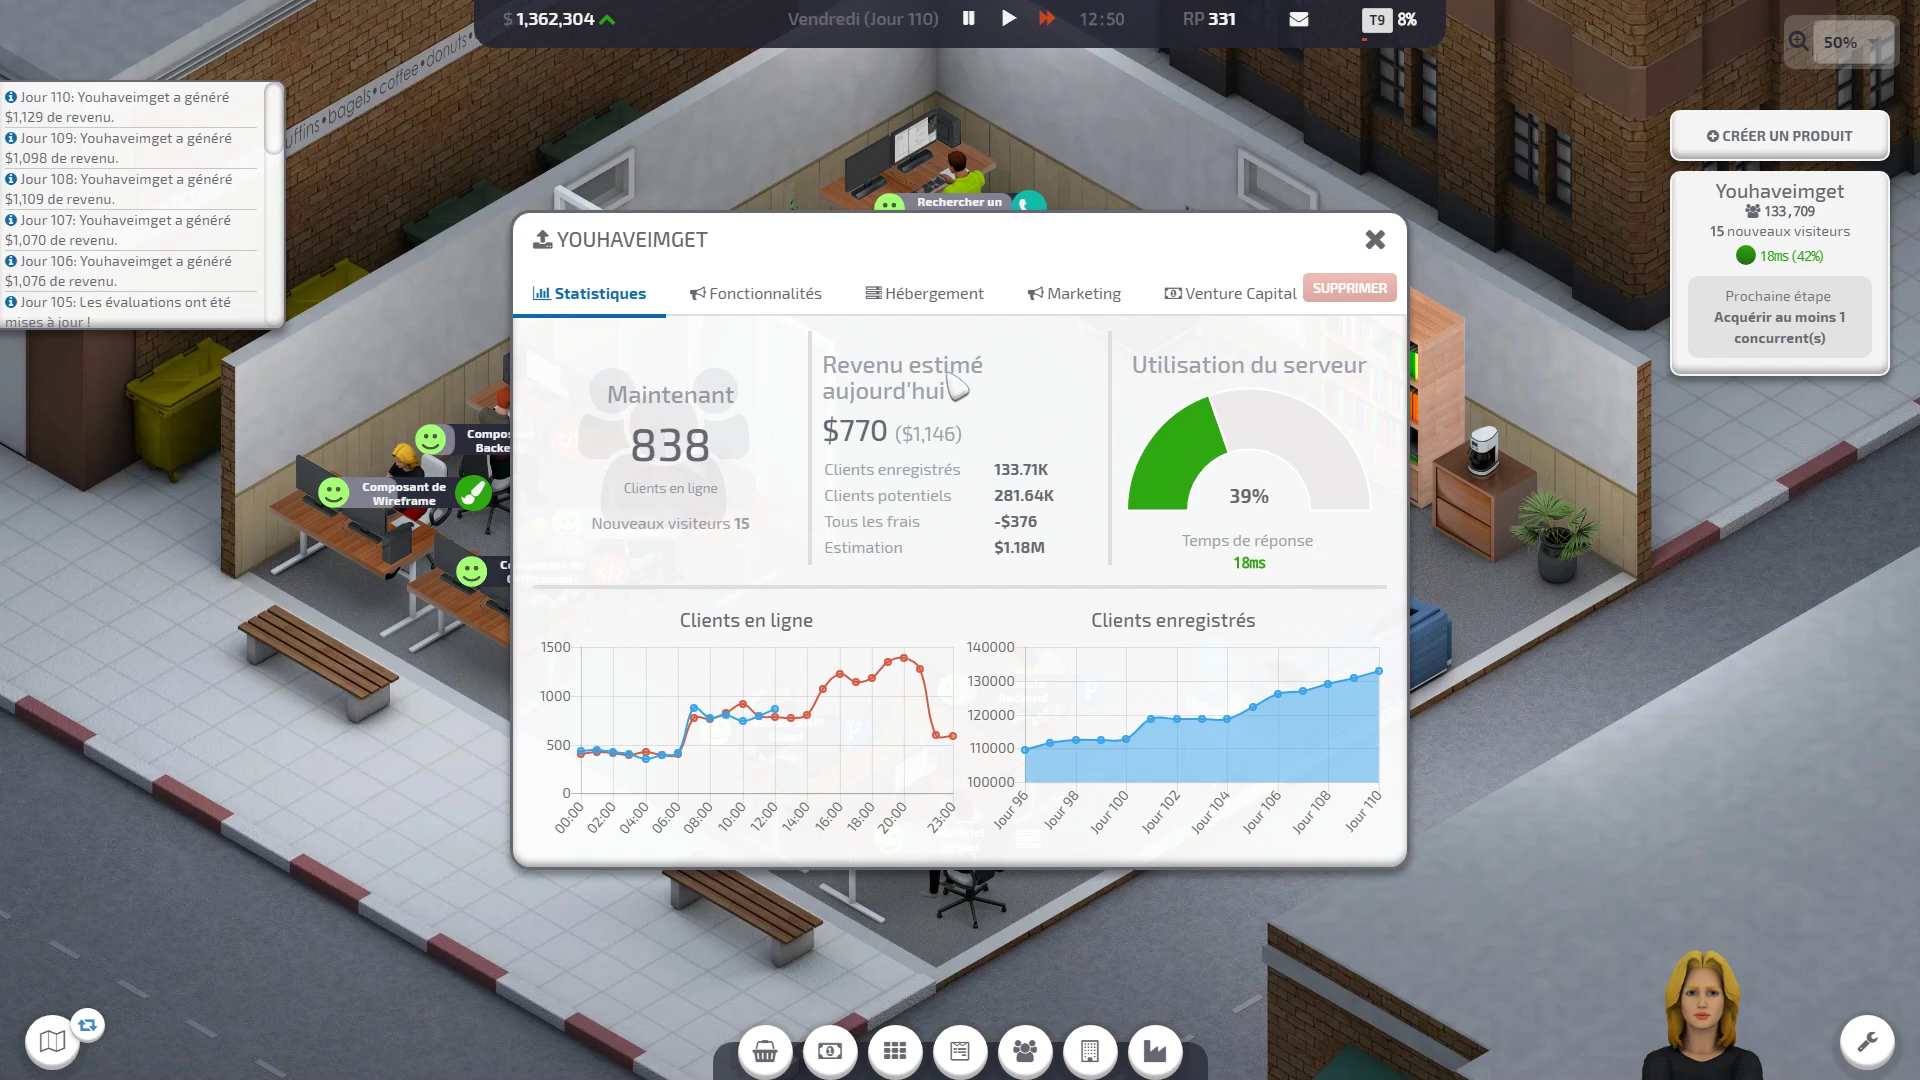 $ 1,362,304
Vendredi (Jour 110)
12:50
RP 331
T9 8%
50%
uffins • bagels • coffee • donuts •
Jour 110: Youhaveimget a généré
$1,129 de revenu.
Jour 109: Youhaveimget a généré
$1,098 de revenu.
Jour 108: Youhaveimget a généré
$1,109 de revenu.
Jour 107: Youhaveimget a généré
$1,070 de revenu.
Jour 106: Youhaveimget a généré
$1,076 de revenu.
Jour 105: Les évaluations ont été
mises à jour !
CRÉER UN PRODUIT
Youhaveimget
133,709
15 nouveaux visiteurs
18ms (42%)
Prochaine étape
Acquérir au moins 1
concurrent(s)
Rechercher un
Compos
Backe
Composant de
Wireframe
YOUHAVEIMGET
Statistiques
Fonctionnalités
Hébergement
Marketing
Venture Capital
SUPPRIMER
Maintenant
838
Clients en ligne
Nouveaux visiteurs 15
Revenu estimé
aujourd'hui
$770 ($1,146)
Clients enregistrés 133.71K
Clients potentiels 281.64K
Tous les frais -$376
Estimation $1.18M
Utilisation du serveur
39%
Temps de réponse
18ms
Clients en ligne
1500
1000
500
0
00:00
02:00
04:00
06:00
08:00
10:00
12:00
14:00
16:00
18:00
20:00
23:00
Clients enregistrés
140000
130000
120000
110000
100000
Jour 96
Jour 98
Jour 100
Jour 102
Jour 104
Jour 106
Jour 108
Jour 110